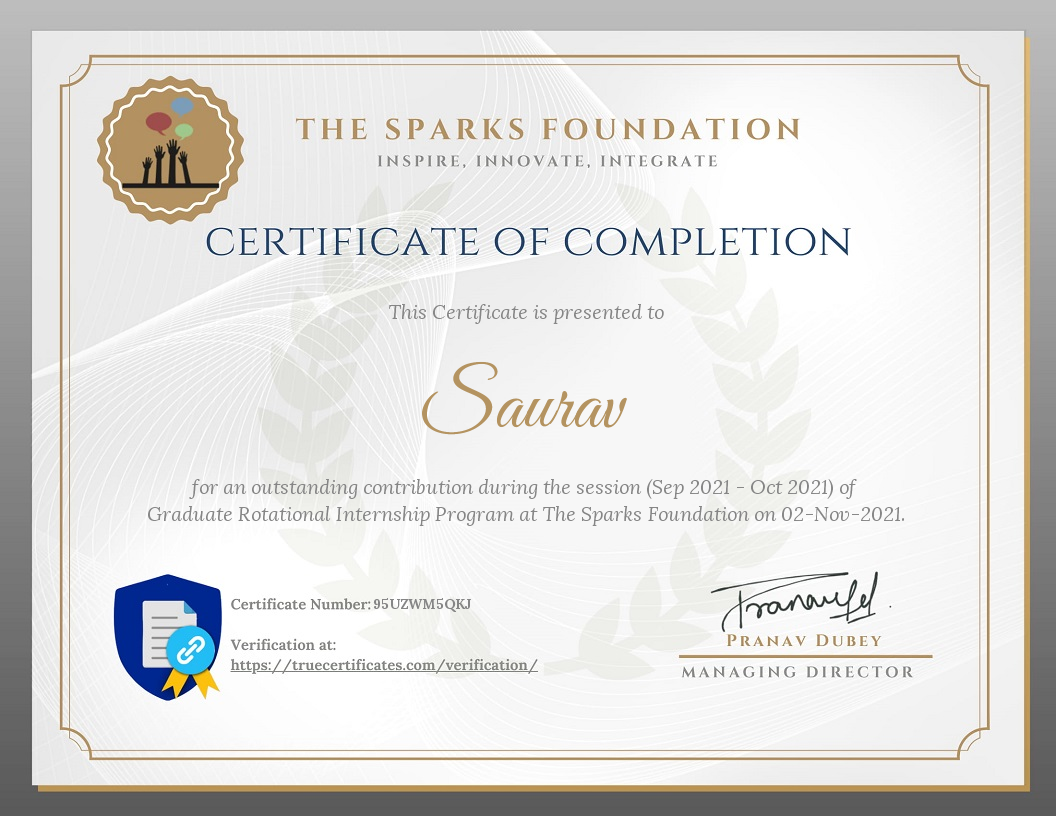 THE SPARKS FOUNDATION
INSPIRE, INNOVATE, INTEGRATE
CERTIFICATE OF COMPLETION
This Certificate is presented to
Saurav
for an outstanding contribution during the session (Sep 2021 - Oct 2021) of
Graduate Rotational Internship Program at The Sparks Foundation on 02-Nov-2021.
Certificate Number: 95UZWM5QKJ
Verification at:
https://truecertificates.com/verification/
PRANAV DUBEY
MANAGING DIRECTOR